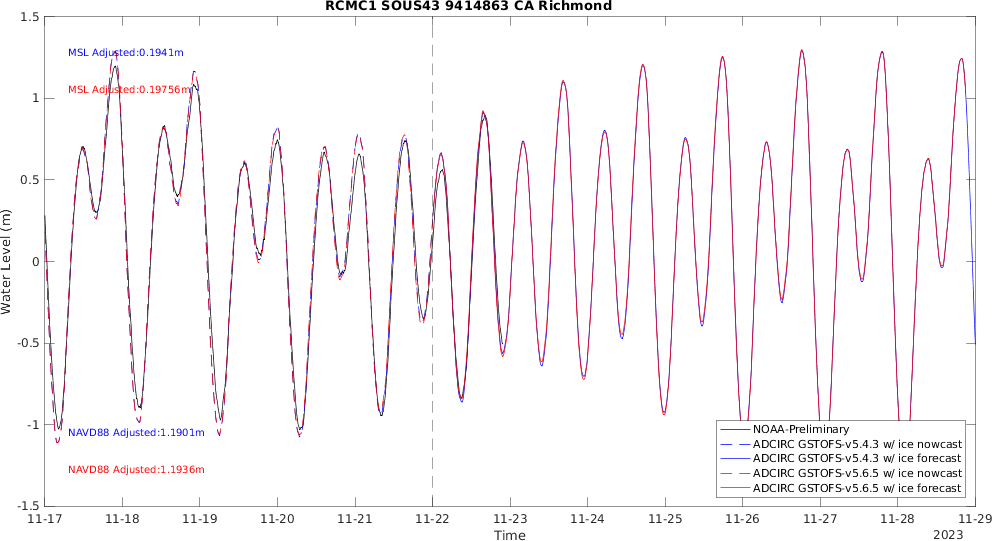 RCMC1 SOUS43 9414863 CA Richmond
1.5
1
0.5
0
-0.5
-1
-1.5
Water Level (m)
MSL Adjusted:0.1941m
MSL Adjusted:0.19756m
NAVD88 Adjusted:1.1901m
NAVD88 Adjusted:1.1936m
NOAA-Preliminary
ADCIRC GSTOFS-v5.4.3 w/ ice nowcast
ADCIRC GSTOFS-v5.4.3 w/ ice forecast
ADCIRC GSTOFS-v5.6.5 w/ ice nowcast
ADCIRC GSTOFS-v5.6.5 w/ ice forecast
11-17 11-18 11-19 11-20 11-21 11-22 11-23 11-24 11-25 11-26 11-27 11-28 11-29
Time
2023